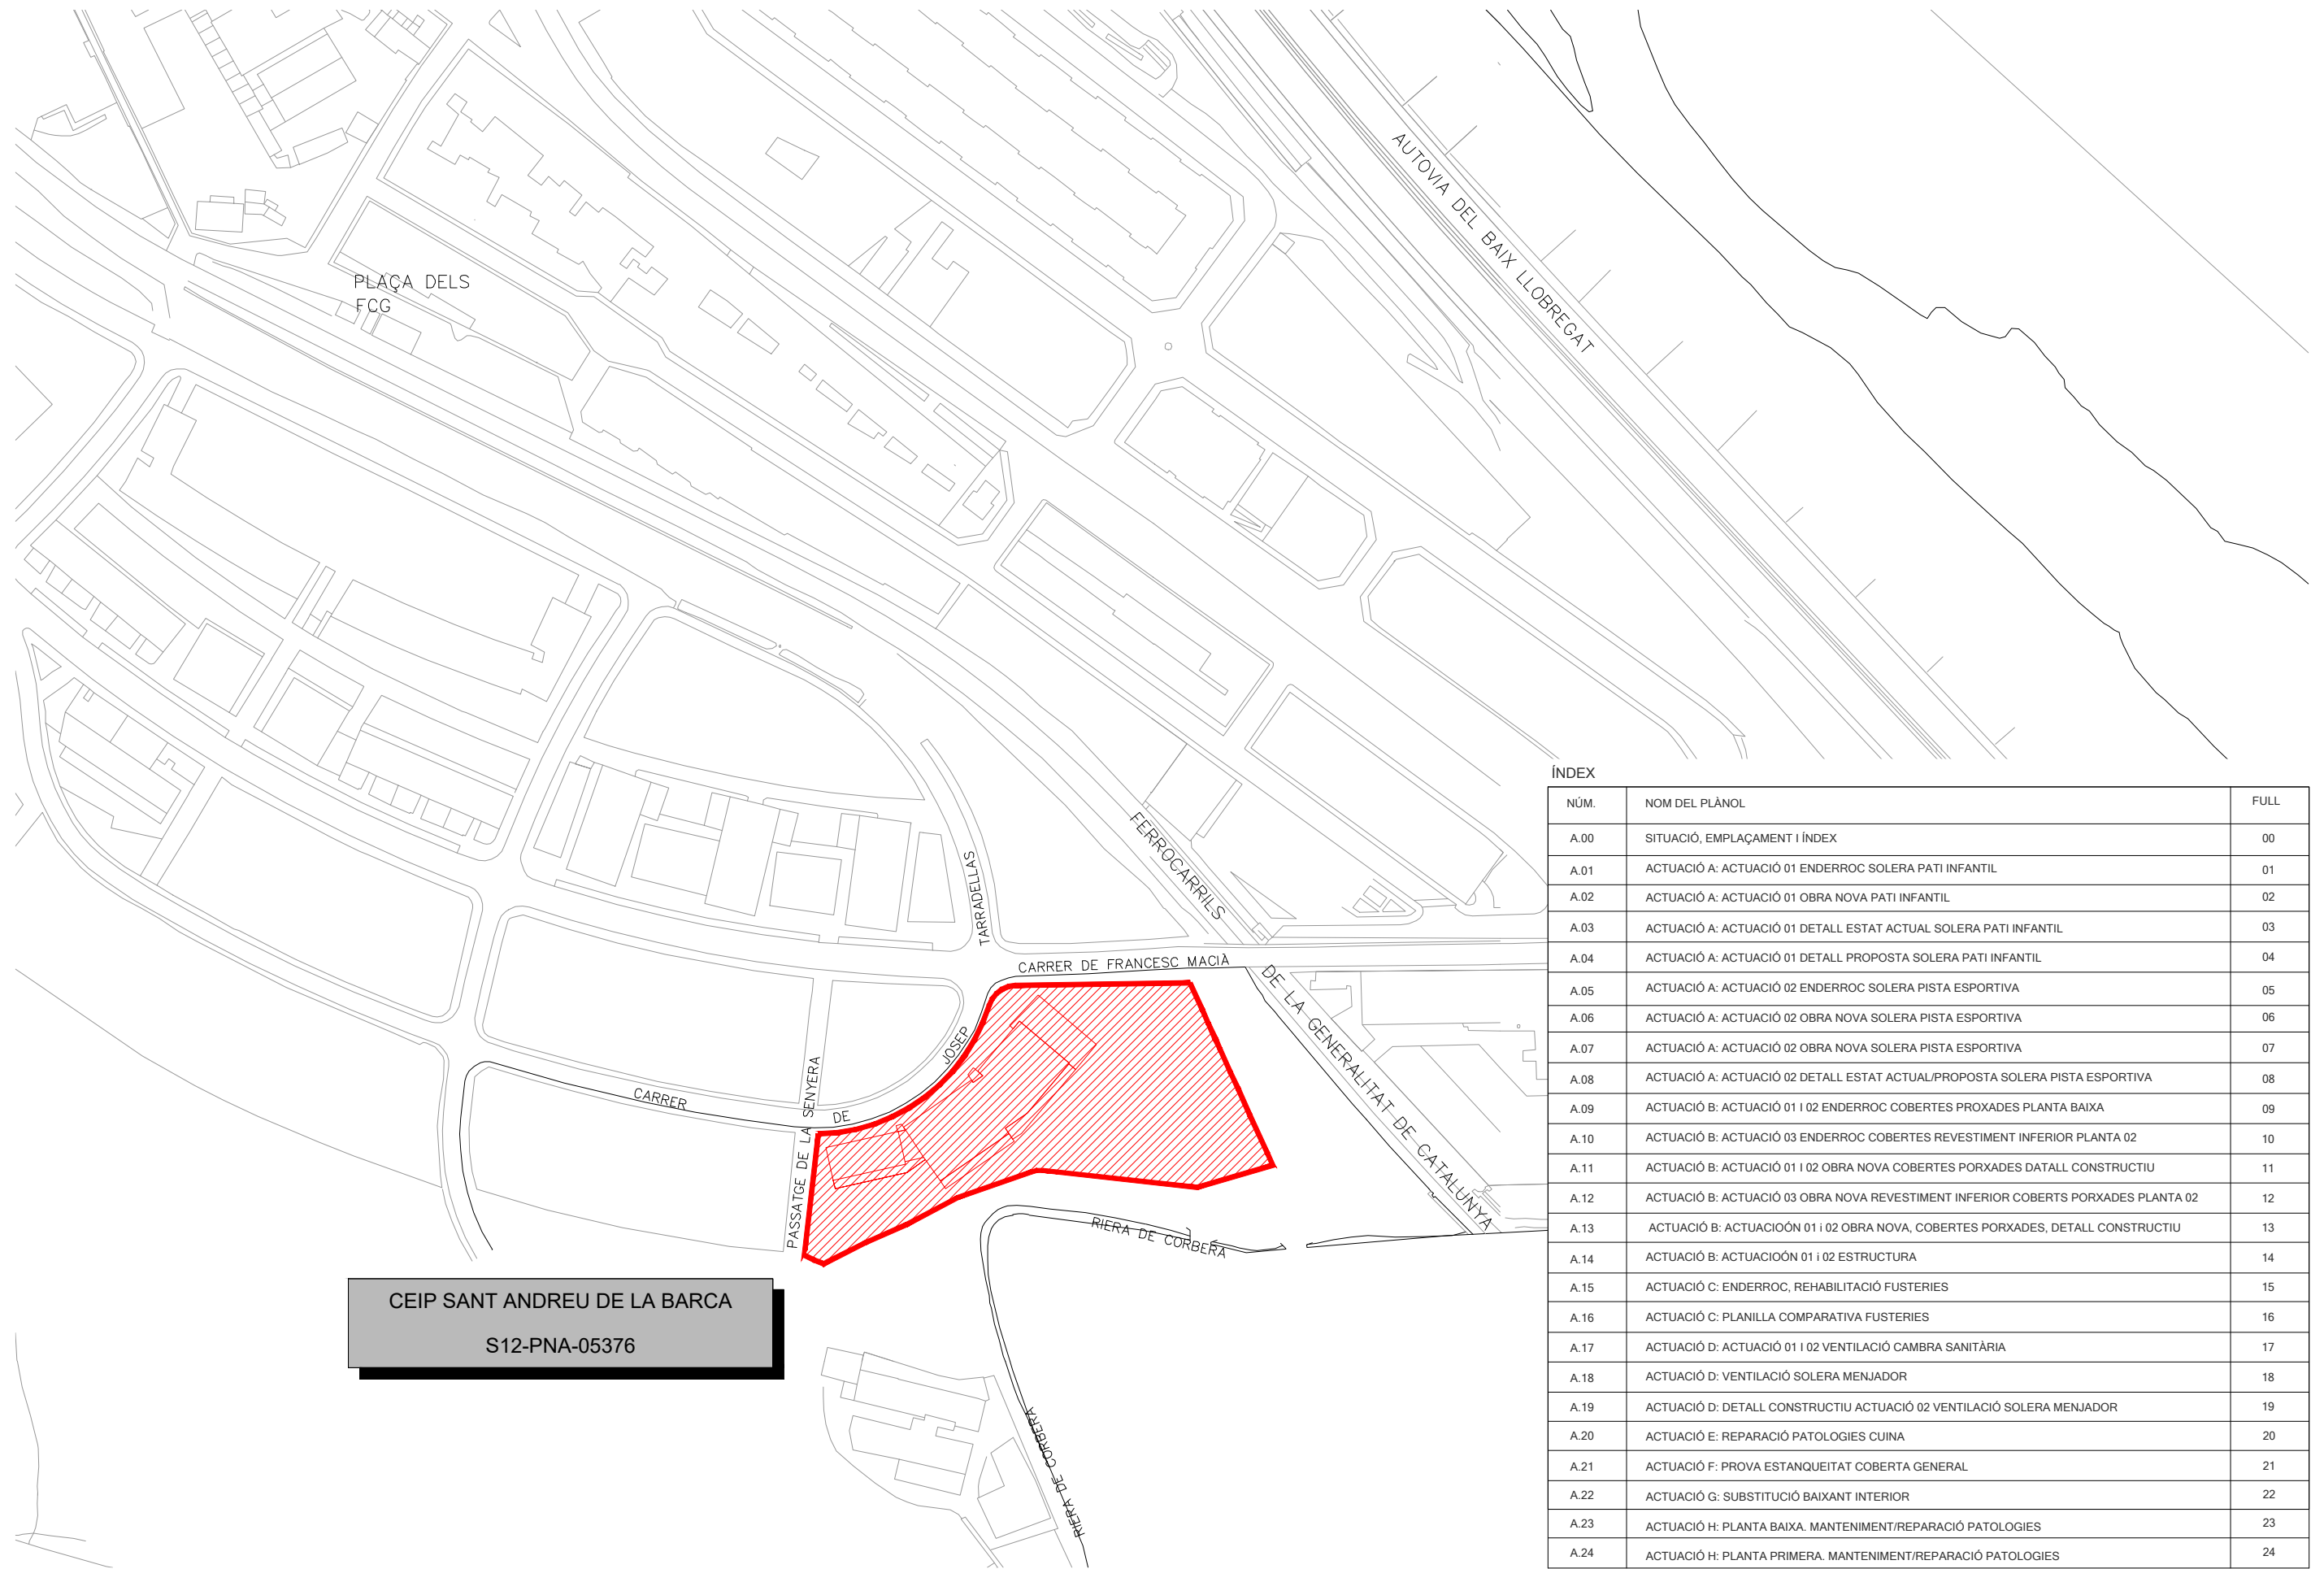 AUTOVIA DEL BAIX LLOBREGAT
PLAÇA DELS
FCG
FERROCARRILS
DE LA GENERALITAT DE CATALUNYA
TARRADELLAS
CARRER DE FRANCESC MACIÀ
JOSEP
DE
CARRER
PASSATGE DE LA SENYERA
RIERA DE CORBERA
RIERA DE CORBERA
CEIP SANT ANDREU DE LA BARCA
S12-PNA-05376
ÍNDEX
NÚM. NOM DEL PLÀNOL FULL
A.00 SITUACIÓ, EMPLAÇAMENT I ÍNDEX 00
A.01 ACTUACIÓ A: ACTUACIÓ 01 ENDERROC SOLERA PATI INFANTIL 01
A.02 ACTUACIÓ A: ACTUACIÓ 01 OBRA NOVA PATI INFANTIL 02
A.03 ACTUACIÓ A: ACTUACIÓ 01 DETALL ESTAT ACTUAL SOLERA PATI INFANTIL 03
A.04 ACTUACIÓ A: ACTUACIÓ 01 DETALL PROPOSTA SOLERA PATI INFANTIL 04
A.05 ACTUACIÓ A: ACTUACIÓ 02 ENDERROC SOLERA PISTA ESPORTIVA 05
A.06 ACTUACIÓ A: ACTUACIÓ 02 OBRA NOVA SOLERA PISTA ESPORTIVA 06
A.07 ACTUACIÓ A: ACTUACIÓ 02 OBRA NOVA SOLERA PISTA ESPORTIVA 07
A.08 ACTUACIÓ A: ACTUACIÓ 02 DETALL ESTAT ACTUAL/PROPOSTA SOLERA PISTA ESPORTIVA 08
A.09 ACTUACIÓ B: ACTUACIÓ 01 I 02 ENDERROC COBERTES PROXADES PLANTA BAIXA 09
A.10 ACTUACIÓ B: ACTUACIÓ 03 ENDERROC COBERTES REVESTIMENT INFERIOR PLANTA 02 10
A.11 ACTUACIÓ B: ACTUACIÓ 01 I 02 OBRA NOVA COBERTES PORXADES DATALL CONSTRUCTIU 11
A.12 ACTUACIÓ B: ACTUACIÓ 03 OBRA NOVA REVESTIMENT INFERIOR COBERTS PORXADES PLANTA 02 12
A.13 ACTUACIÓ B: ACTUACIOÓN 01 i 02 OBRA NOVA, COBERTES PORXADES, DETALL CONSTRUCTIU 13
A.14 ACTUACIÓ B: ACTUACIOÓN 01 i 02 ESTRUCTURA 14
A.15 ACTUACIÓ C: ENDERROC, REHABILITACIÓ FUSTERIES 15
A.16 ACTUACIÓ C: PLANILLA COMPARATIVA FUSTERIES 16
A.17 ACTUACIÓ D: ACTUACIÓ 01 I 02 VENTILACIÓ CAMBRA SANITÀRIA 17
A.18 ACTUACIÓ D: VENTILACIÓ SOLERA MENJADOR 18
A.19 ACTUACIÓ D: DETALL CONSTRUCTIU ACTUACIÓ 02 VENTILACIÓ SOLERA MENJADOR 19
A.20 ACTUACIÓ E: REPARACIÓ PATOLOGIES CUINA 20
A.21 ACTUACIÓ F: PROVA ESTANQUEITAT COBERTA GENERAL 21
A.22 ACTUACIÓ G: SUBSTITUCIÓ BAIXANT INTERIOR 22
A.23 ACTUACIÓ H: PLANTA BAIXA. MANTENIMENT/REPARACIÓ PATOLOGIES 23
A.24 ACTUACIÓ H: PLANTA PRIMERA. MANTENIMENT/REPARACIÓ PATOLOGIES 24